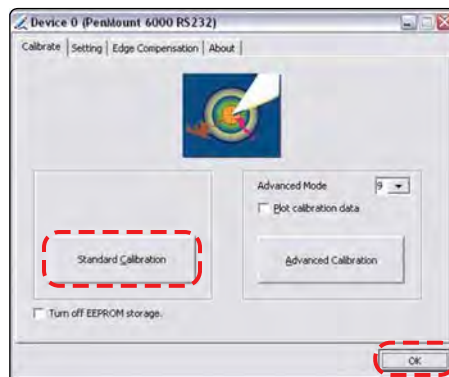 Device 0 (PenMount 6000 RS232)
Calibrate Setting Edge Compensation About
Advanced Mode 9
Plot calibration data
Standard Calibration
Advanced Calibration
Turn off EEPROM storage.
OK